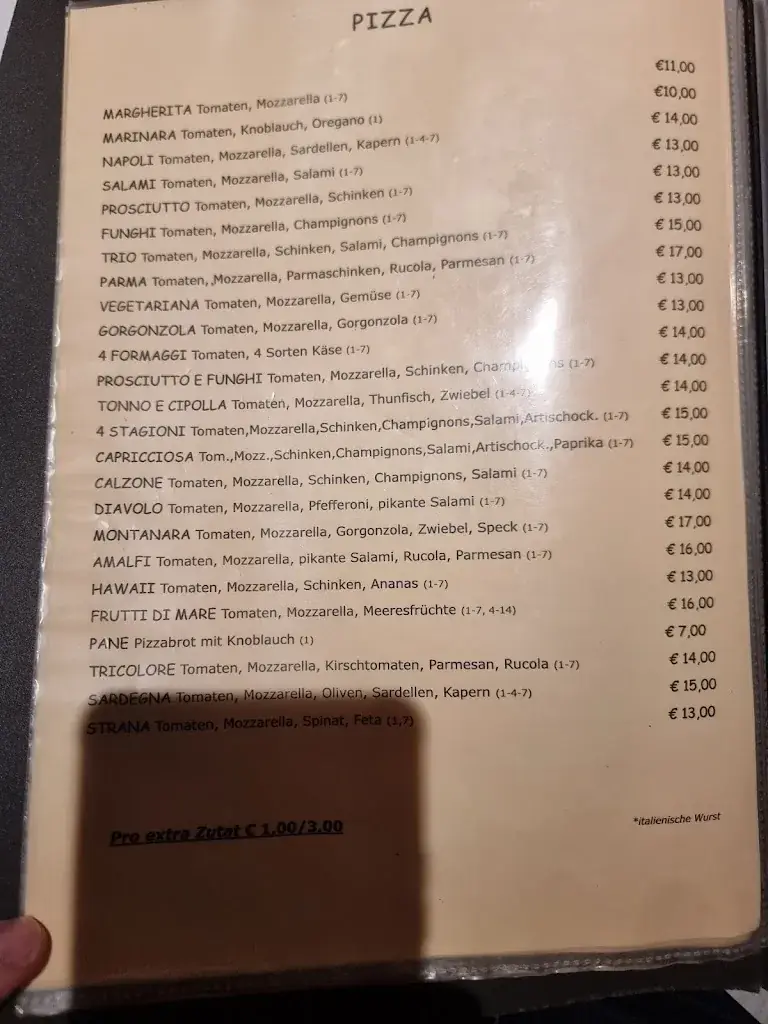 PIZZA
MARGHERITA Tomaten, Mozzarella (1-7) €11,00
MARINARA Tomaten, Knoblauch, Oregano (1) €10,00
NAPOLI Tomaten, Mozzarella, Sardellen, Kapern (1-4-7) € 14,00
SALAMI Tomaten, Mozzarella, Salami (1-7) € 13,00
PROSCIUTTO Tomaten, Mozzarella, Schinken (1-7) € 13,00
FUNGHI Tomaten, Mozzarella, Champignons (1-7) € 13,00
TRIO Tomaten, Mozzarella, Schinken, Salami, Champignons (1-7) € 15,00
PARMA Tomaten, Mozzarella, Parmaschinken, Rucola, Parmesan (1-7) € 17,00
VEGETARIANA Tomaten, Mozzarella, Gemüse (1-7) € 13,00
GORGONZOLA Tomaten, Mozzarella, Gorgonzola (1-7) € 13,00
4 FORMAGGI Tomaten, 4 Sorten Käse (1-7) € 14,00
PROSCIUTTO E FUNGHI Tomaten, Mozzarella, Schinken, Champignons (1-7) € 14,00
TONNO E CIPOLLA Tomaten, Mozzarella, Thunfisch, Zwiebel (1-4-7) € 14,00
4 STAGIONI Tomaten,Mozzarella,Schinken,Champignons,Salami,Artischock. (1-7) € 15,00
CAPRICCIOSA Tom.,Mozz.,Schinken,Champignons,Salami,Artischock.,Paprika (1-7) € 15,00
CALZONE Tomaten, Mozzarella, Schinken, Champignons, Salami (1-7) € 14,00
DIAVOLO Tomaten, Mozzarella, Pfefferoni, pikante Salami (1-7) € 14,00
MONTANARA Tomaten, Mozzarella, Gorgonzola, Zwiebel, Speck (1-7) € 17,00
AMALFI Tomaten, Mozzarella, pikante Salami, Rucola, Parmesan (1-7) € 16,00
HAWAII Tomaten, Mozzarella, Schinken, Ananas (1-7) € 13,00
FRUTTI DI MARE Tomaten, Mozzarella, Meeresfrüchte (1-7, 4-14) € 16,00
PANE Pizzabrot mit Knoblauch (1) € 7,00
TRICOLORE Tomaten, Mozzarella, Kirschtomaten, Parmesan, Rucola (1-7) € 14,00
SARDEGNA Tomaten, Mozzarella, Oliven, Sardellen, Kapern (1-4-7) € 15,00
STRANA Tomaten, Mozzarella, Spinat, Feta (1,7) € 13,00
Pro extra Zutat € 1.00/3.00
*italienische Wurst